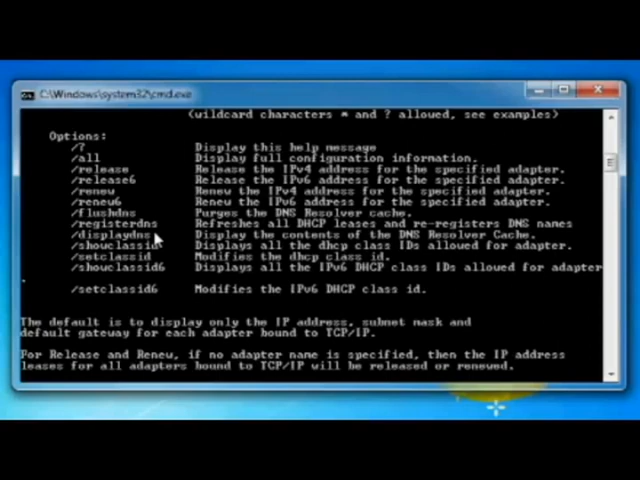 C:\Windows\system32\cmd.exe
(wildcard characters * and ? allowed, see examples)
Options:
/? Display this help message
/all Display full configuration information.
/release Release the IPv4 address for the specified adapter.
/release6 Release the IPv6 address for the specified adapter.
/renew Renew the IPv4 address for the specified adapter.
/renew6 Renew the IPv6 address for the specified adapter.
/flushdns Purges the DNS Resolver cache.
/registerdns Refreshes all DHCP leases and re-registers DNS names
/displaydns Display the contents of the DNS Resolver Cache.
/showclassid Displays all the dhcp class IDs allowed for adapter.
/setclassid Modifies the dhcp class id.
/showclassid6 Displays all the IPv6 DHCP class IDs allowed for adapter
.
/setclassid6 Modifies the IPv6 DHCP class id.
The default is to display only the IP address, subnet mask and
default gateway for each adapter bound to TCP/IP.
For Release and Renew, if no adapter name is specified, then the IP address
leases for all adapters bound to TCP/IP will be released or renewed.